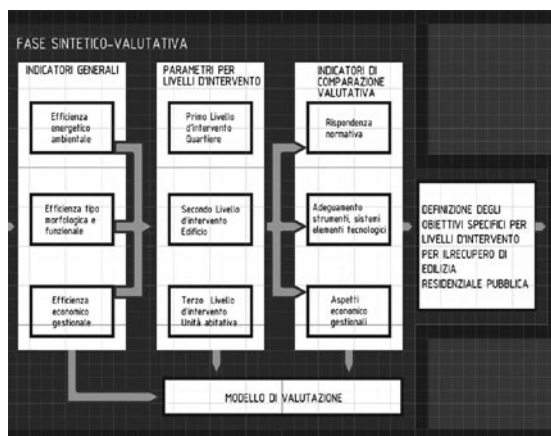 FASE SINTETICO-VALUTATIVA
INDICATORI GENERALI
Efficienza
energetico
ambientale
Efficienza tipo
morfologica e
funzionale
Efficienza
economico
gestionale
PARAMETRI PER
LIVELLI D'INTERVENTO
Primo Livello
d'intervento
Quartiere
Secondo Livello
d'intervento
Edificio
Terzo Livello
d'intervento
Unità abitativa
INDICATORI DI
COMPARAZIONE
VALUTATIVA
Rispondenza
normativa
Adeguamento
strumenti, sistemi
elementi tecnologici
Aspetti
economico
gestionali
DEFINIZIONE DEGLI
OBIETTIVI SPECIFICI PER
LIVELLI D'INTERVENTO
PER ILRECUPERO DI
EDILIZIA
RESIDENZIALE PUBBLICA
MODELLO DI VALUTAZIONE